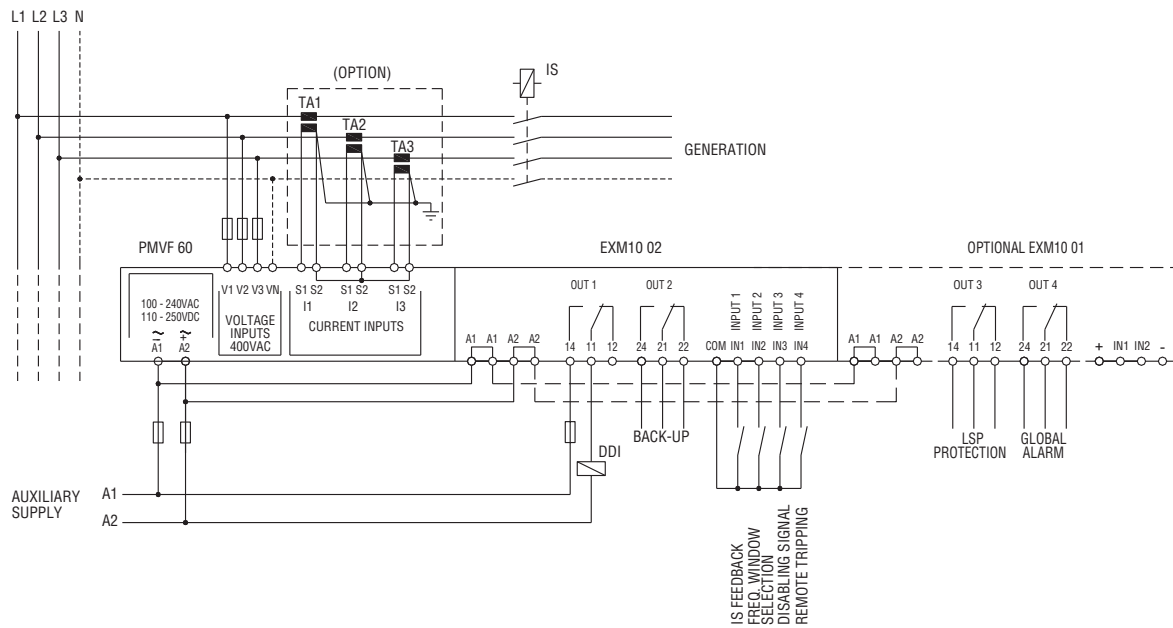 L1 L2 L3 N
(OPTION)
IS
TA1
TA2
TA3
GENERATION
PMVF 60
EXM10 02
OPTIONAL EXM10 01
100 - 240VAC
110 - 250VDC
~ ~
- +
A1 A2
V1 V2 V3 VN
VOLTAGE
INPUTS
400VAC
S1 S2 S1 S2 S1 S2
I1 I2 I3
CURRENT INPUTS
A1 A1 A2 A2
OUT 1
14 11 12
OUT 2
24 21 22
INPUT 1
INPUT 2
INPUT 3
INPUT 4
COM IN1 IN2 IN3 IN4
A1 A1 A2 A2
OUT 3
14 11 12
OUT 4
24 21 22
+ IN1 IN2 -
BACK-UP
LSP
PROTECTION
GLOBAL
ALARM
DDI
AUXILIARY
SUPPLY
A1
A2
IS FEEDBACK
FREQ. WINDOW
SELECTION
DISABLING SIGNAL
REMOTE TRIPPING